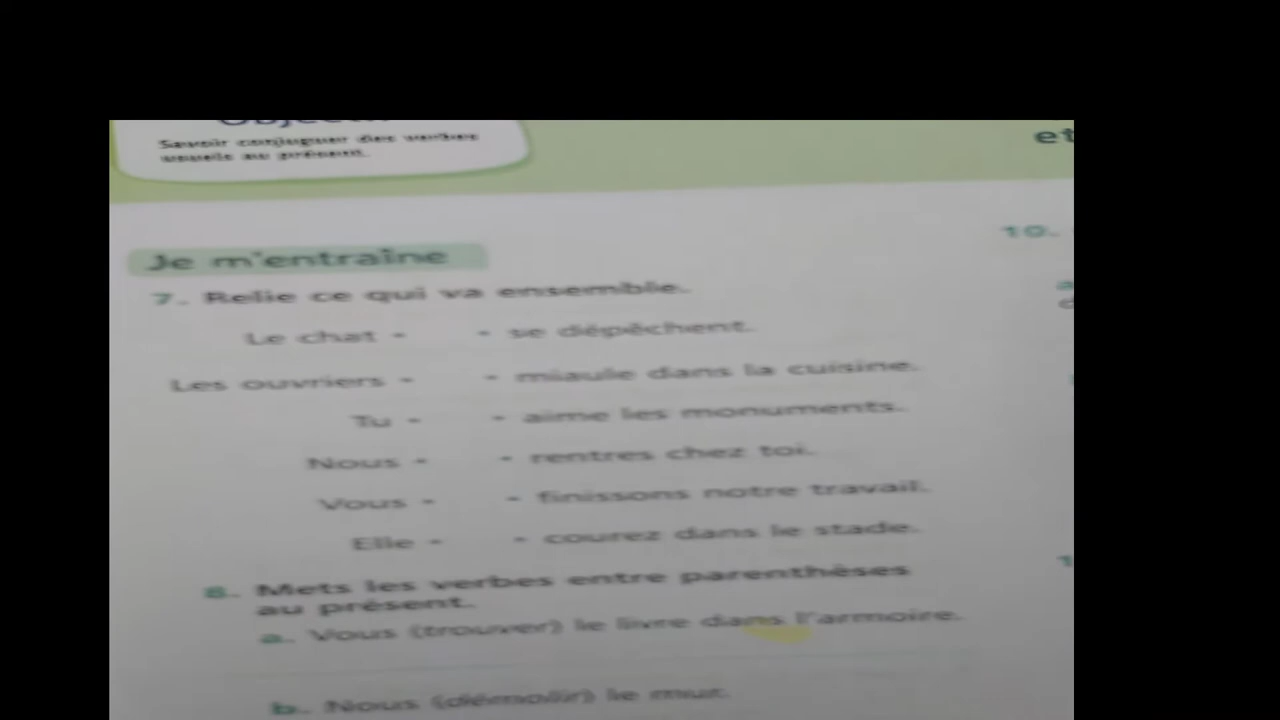 Savoir conjuguer des verbes
usuels au présent.
et
Je m'entraîne
7. Relie ce qui va ensemble.
Le chat - - se dépêchent.
Les ouvriers - - miaule dans la cuisine.
Tu - - aime les monuments.
Nous - - rentres chez toi.
Vous - - finissons notre travail.
Elle - - courez dans le stade.
8. Mets les verbes entre parenthèses
au présent.
a. Vous (trouver) le livre dans l'armoire.
b. Nous (démolir) le mur.
10.